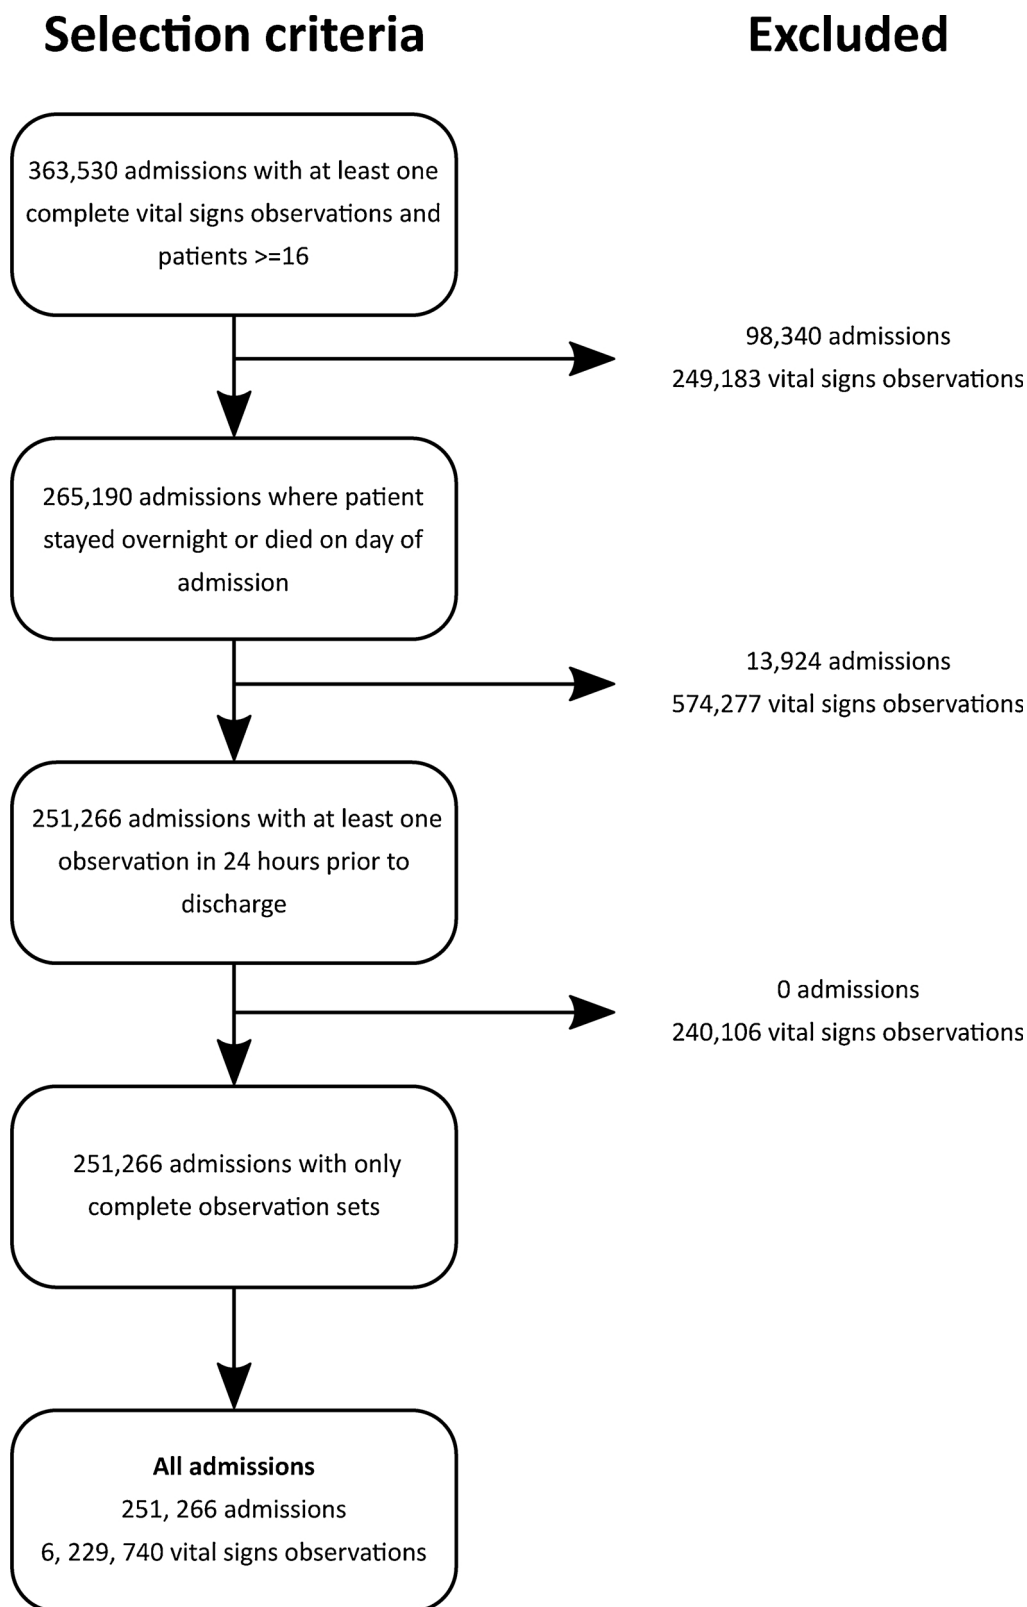 Selection criteria
Excluded
363,530 admissions with at least one
complete vital signs observations and
patients >=16
98,340 admissions
249,183 vital signs observations
265,190 admissions where patient
stayed overnight or died on day of
admission
13,924 admissions
574,277 vital signs observations
251,266 admissions with at least one
observation in 24 hours prior to
discharge
0 admissions
240,106 vital signs observations
251,266 admissions with only
complete observation sets
All admissions
251, 266 admissions
6, 229, 740 vital signs observations